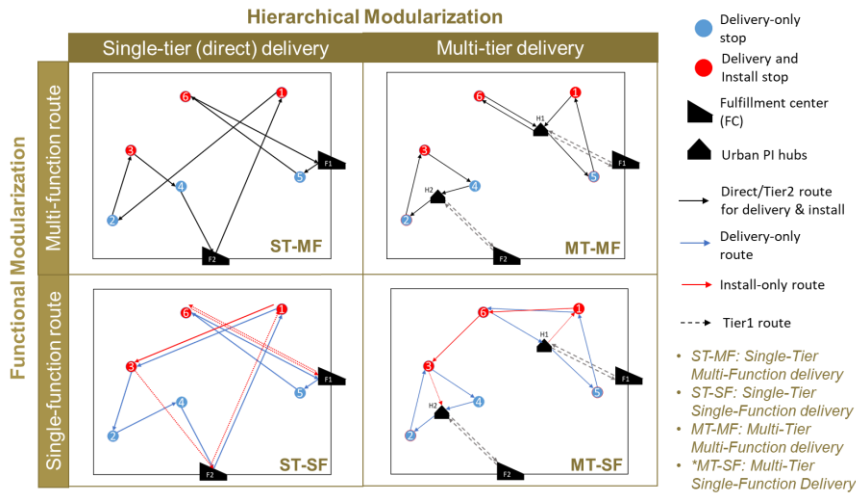 Hierarchical Modularization
Single-tier (direct) delivery
Multi-tier delivery
Functional Modularization
Multi-function route
6
1
3
4
5
2
F1
F2
ST-MF
6
1
H1
3
4
5
H2
2
F1
F2
MT-MF
Single-function route
6
1
3
4
5
2
F1
F2
ST-SF
6
1
H1
3
4
5
H2
2
F1
F2
MT-SF
Delivery-only
stop
Delivery and
Install stop
Fulfillment center
(FC)
Urban PI hubs
Direct/Tier2 route
for delivery & install
Delivery-only
route
Install-only route
Tier1 route
• ST-MF: Single-Tier
Multi-Function delivery
• ST-SF: Single-Tier
Single-Function delivery
• MT-MF: Multi-Tier
Multi-Function delivery
• *MT-SF: Multi-Tier
Single-Function Delivery